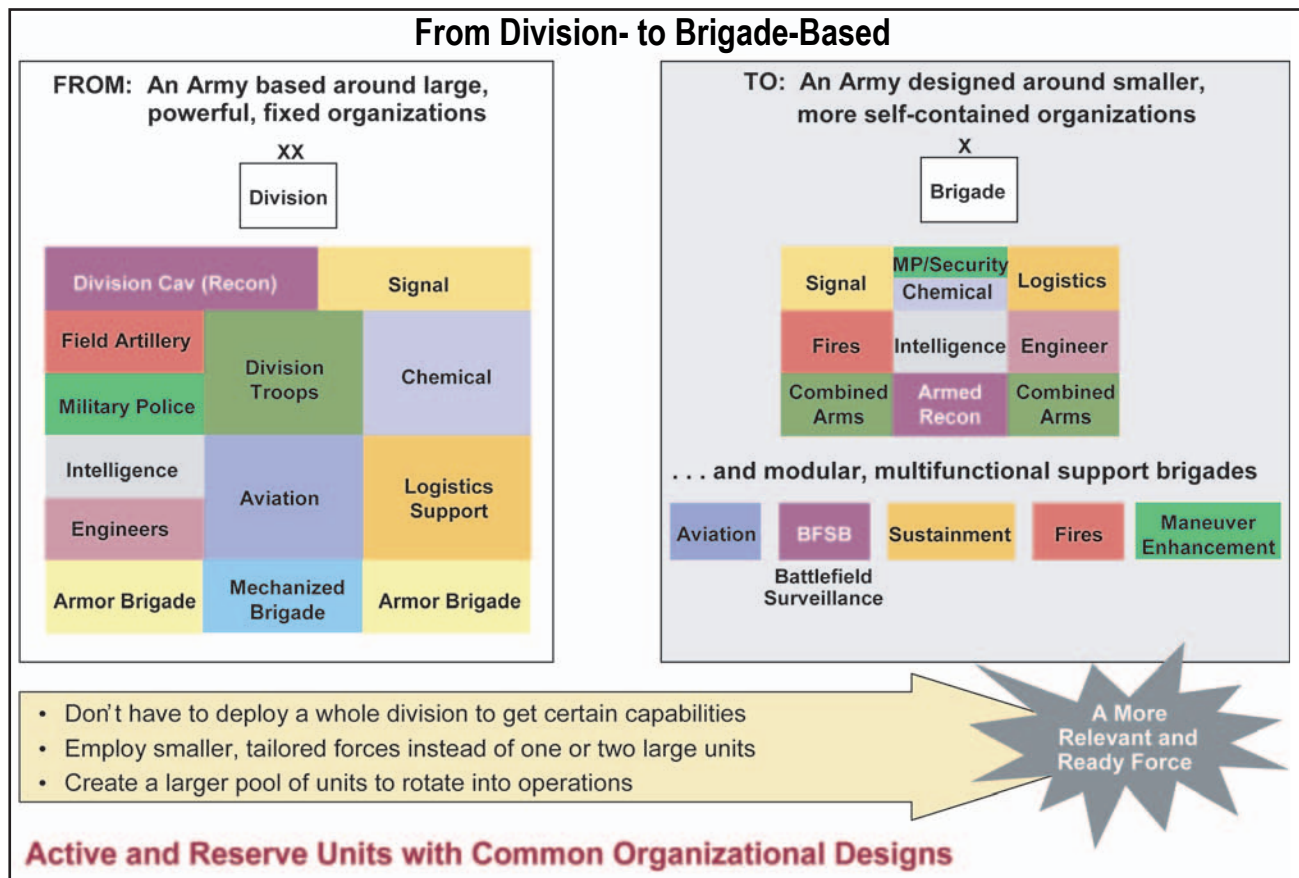 From Division- to Brigade-Based
FROM: An Army based around large,
powerful, fixed organizations
XX
Division
Division Cav (Recon)
Signal
Field Artillery
Division
Troops
Chemical
Military Police
Intelligence
Aviation
Logistics
Support
Engineers
Armor Brigade
Mechanized
Brigade
Armor Brigade
TO: An Army designed around smaller,
more self-contained organizations
X
Brigade
Signal
MP/Security
Chemical
Logistics
Fires
Intelligence
Engineer
Combined
Arms
Armed
Recon
Combined
Arms
. . . and modular, multifunctional support brigades
Aviation
BFSB
Sustainment
Fires
Maneuver
Enhancement
Battlefield
Surveillance
• Don't have to deploy a whole division to get certain capabilities
• Employ smaller, tailored forces instead of one or two large units
• Create a larger pool of units to rotate into operations
A More
Relevant and
Ready Force
Active and Reserve Units with Common Organizational Designs